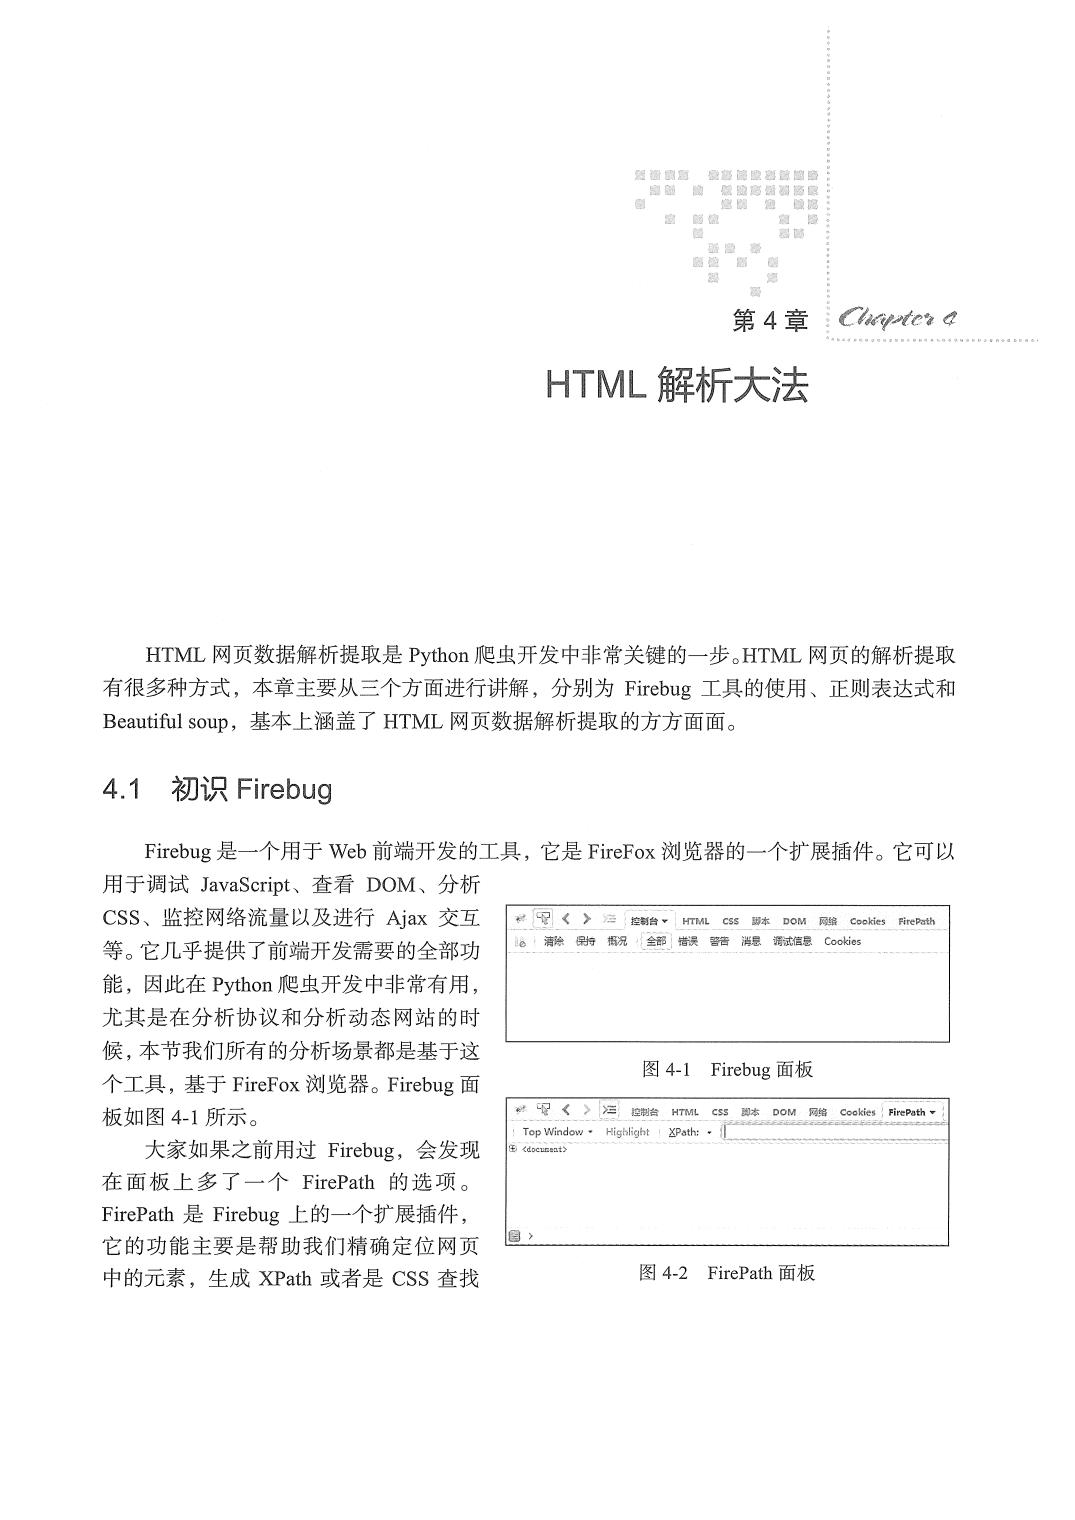 第 4 章
Chapter 4
HTML 解析大法
HTML 网页数据解析提取是 Python 爬虫开发中非常关键的一步。HTML 网页的解析提取
有很多种方式，本章主要从三个方面进行讲解，分别为 Firebug 工具的使用、正则表达式和
Beautiful soup，基本上涵盖了 HTML 网页数据解析提取的方方面面。
4.1 初识 Firebug
Firebug 是一个用于 Web 前端开发的工具，它是 FireFox 浏览器的一个扩展插件。它可以
用于调试 JavaScript、查看 DOM、分析
CSS、监控网络流量以及进行 Ajax 交互
等。它几乎提供了前端开发需要的全部功
能，因此在 Python 爬虫开发中非常有用，
尤其是在分析协议和分析动态网站的时
候，本节我们所有的分析场景都是基于这
个工具，基于 FireFox 浏览器。Firebug 面
板如图 4-1 所示。
大家如果之前用过 Firebug，会发现
在面板上多了一个 FirePath 的选项。
FirePath 是 Firebug 上的一个扩展插件，
它的功能主要是帮助我们精确定位网页
中的元素，生成 XPath 或者是 CSS 查找
控制台 HTML CSS 脚本 DOM 网络 Cookies FirePath
清除 保持 概况 全部 错误 警告 消息 调试信息 Cookies
图 4-1 Firebug 面板
控制台 HTML CSS 脚本 DOM 网络 Cookies FirePath
Top Window Highlight XPath:
<document>
图 4-2 FirePath 面板